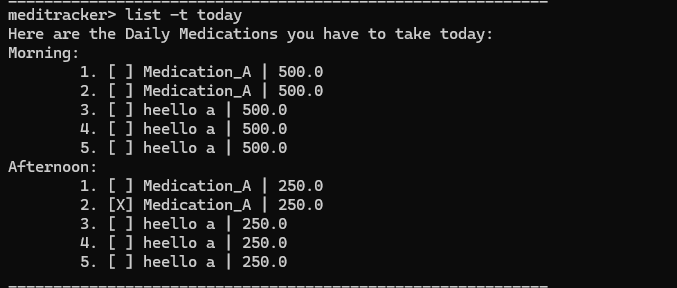 meditracker> list -t today
Here are the Daily Medications you have to take today:
Morning:
1. [ ] Medication_A | 500.0
2. [ ] Medication_A | 500.0
3. [ ] heello a | 500.0
4. [ ] heello a | 500.0
5. [ ] heello a | 500.0
Afternoon:
1. [ ] Medication_A | 250.0
2. [X] Medication_A | 250.0
3. [ ] heello a | 250.0
4. [ ] heello a | 250.0
5. [ ] heello a | 250.0